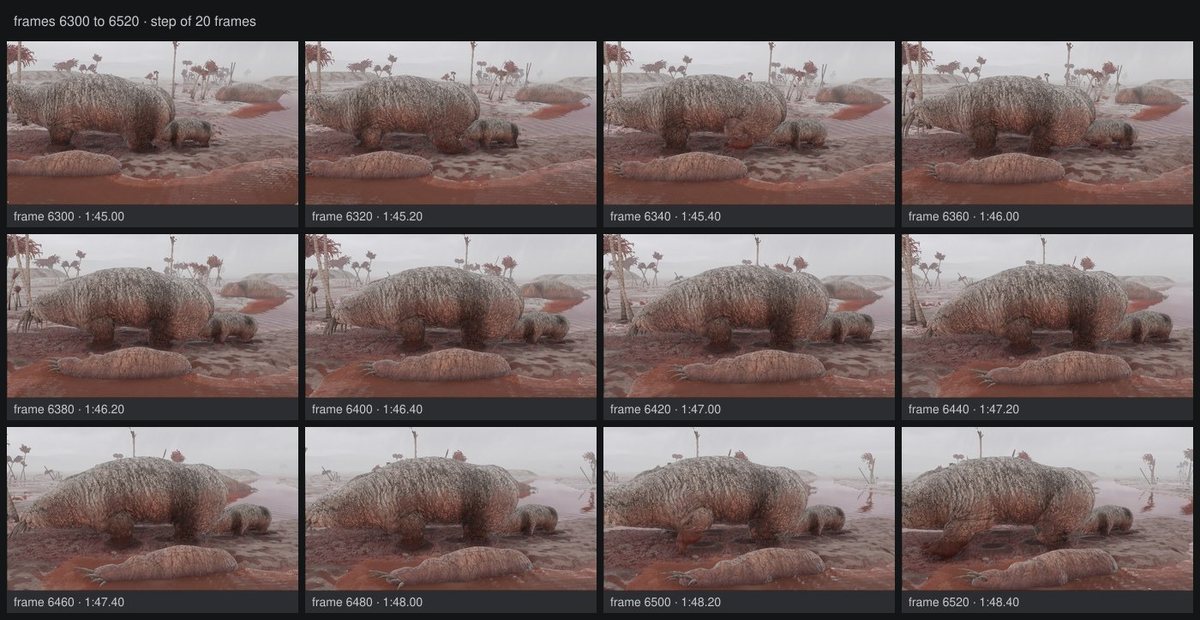 frames 6300 to 6520 · step of 20 frames
frame 6300 · 1:45.00
frame 6320 · 1:45.20
frame 6340 · 1:45.40
frame 6360 · 1:46.00
frame 6380 · 1:46.20
frame 6400 · 1:46.40
frame 6420 · 1:47.00
frame 6440 · 1:47.20
frame 6460 · 1:47.40
frame 6480 · 1:48.00
frame 6500 · 1:48.20
frame 6520 · 1:48.40